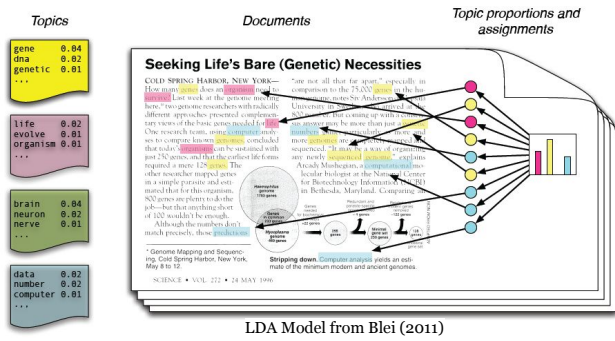 Topics
Documents
Topic proportions and
assignments
gene 0.04
dna 0.02
genetic 0.01
...
life 0.02
evolve 0.01
organism 0.01
...
brain 0.04
neuron 0.02
nerve 0.01
...
data 0.02
number 0.02
computer 0.01
...
Seeking Life's Bare (Genetic) Necessities
COLD SPRING HARBOR, NEW YORK—
How many genes does an organism need to
survive? Last week at the genome meeting
here,* two genome researchers with radically
different approaches presented complemen-
tary views of the basic genes needed for life.
One research team, using computer analy-
ses to compare known genomes, concluded
that today's organisms can be sustained with
just 250 genes, and that the earliest life forms
required a mere 128 genes. The
other researcher mapped genes
in a simple parasite and esti-
mated that for this organism,
800 genes are plenty to do the
job—but that anything short
of 100 wouldn't be enough.
Although the numbers don't
match precisely, those predictions
* Genome Mapping and Sequenc-
ing, Cold Spring Harbor, New York,
May 8 to 12.
"are not all that far apart," especially in
comparison to the 75,000 genes in the hu-
genome, notes Siv Andersson
University in arrived at the
800 number. But coming up with a
answer may be more than just a
numbers particularly more and
more genomes are mapped and
sequenced. "It may be a way of organizing
any newly sequenced genome," explains
Arcady Mushegian, a computational mo-
lecular biologist at the National Center
for Biotechnology Information (NCBI)
in Bethesda, Maryland. Comparing
Haemophilus
genome
1703 genes
Genes
in common
233 genes
Mycoplasma
genome
469 genes
Stripping down. Computer analysis yields an esti-
mate of the minimum modern and ancient genomes.
SCIENCE • VOL. 272 • 24 MAY 1996
LDA Model from Blei (2011)